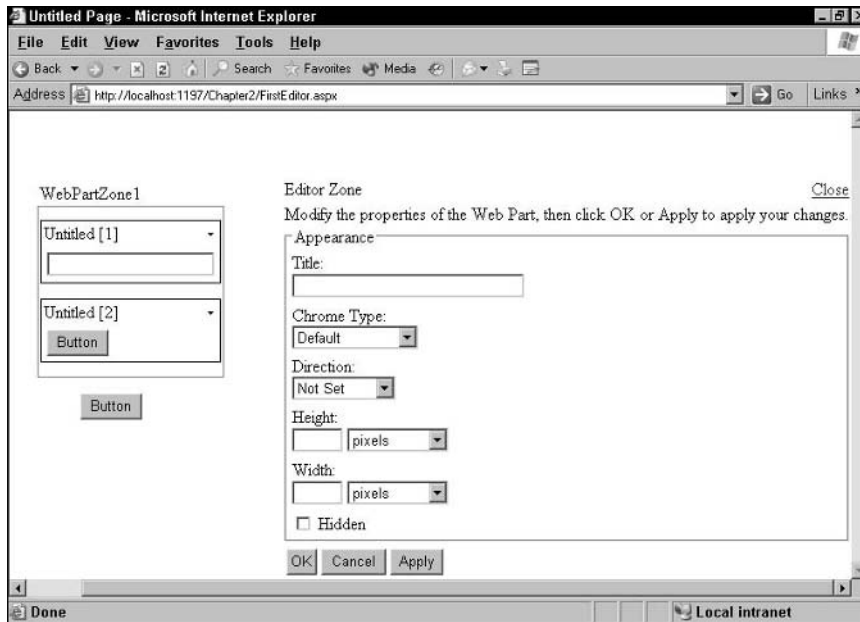 Untitled Page - Microsoft Internet Explorer
File Edit View Favorites Tools Help
Back Search Favorites Media
Address http://localhost:1197/Chapter2/FirstEditor.aspx Go Links »
WebPartZone1
Untitled [1]
Untitled [2]
Button
Button
Editor Zone Close
Modify the properties of the Web Part, then click OK or Apply to apply your changes.
Appearance
Title:
Chrome Type:
Default
Direction:
Not Set
Height:
pixels
Width:
pixels
Hidden
OK Cancel Apply
Done Local intranet